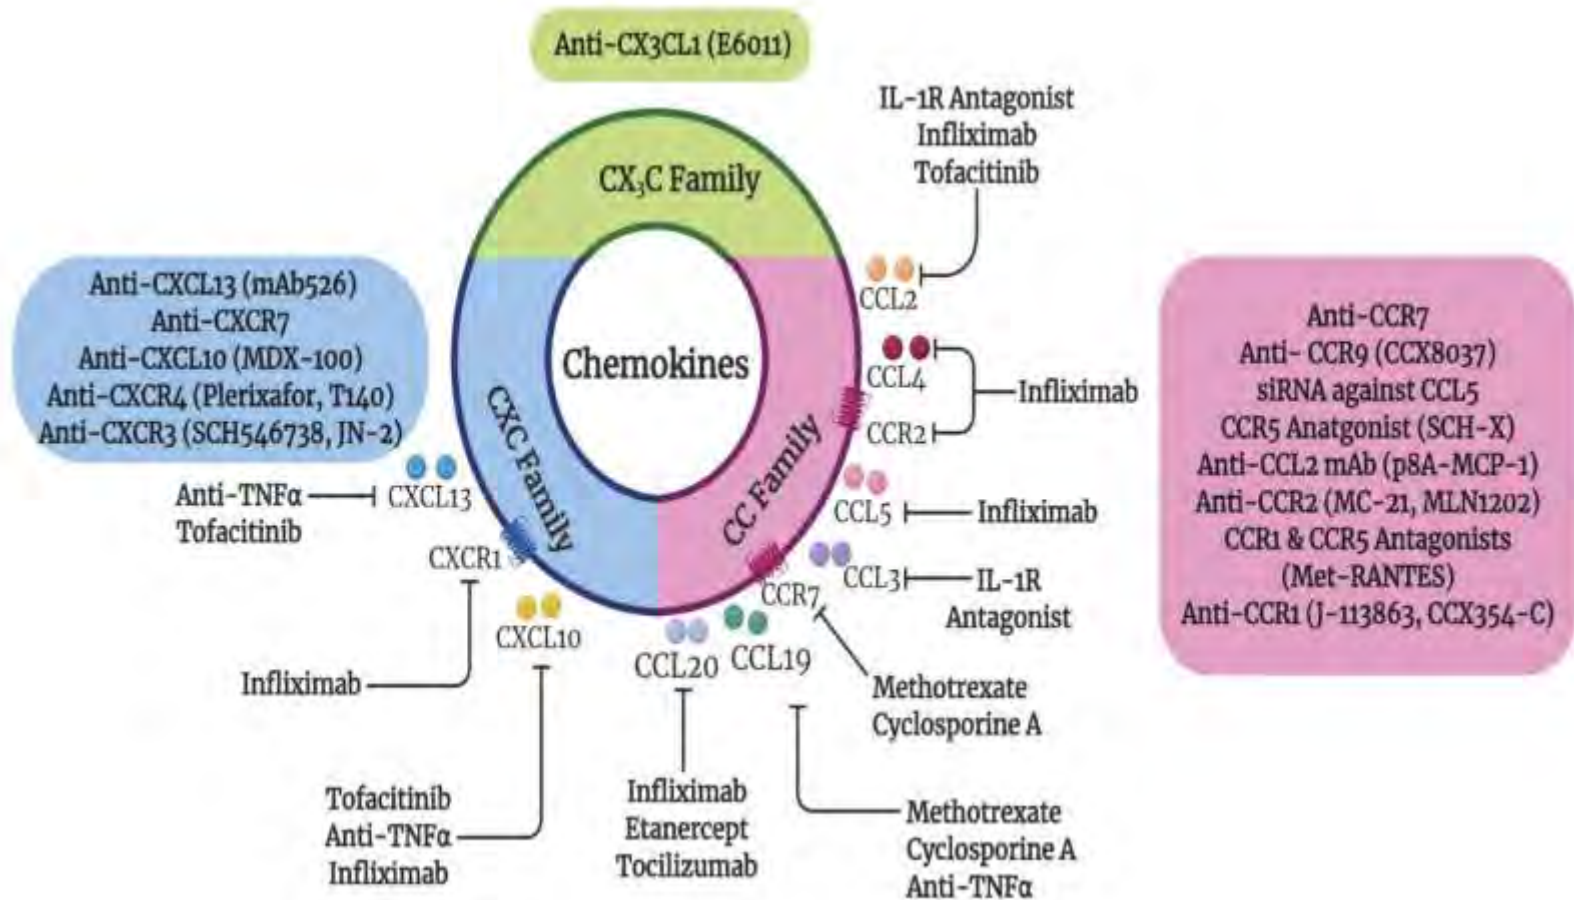 Anti-CX3CL1 (E6011)
IL-1R Antagonist
Infliximab
Tofacitinib
CX₃C Family
CCL2
Anti-CXCL13 (mAb526)
Anti-CXCR7
Anti-CXCL10 (MDX-100)
Anti-CXCR4 (Plerixafor, T140)
Anti-CXCR3 (SCH546738, JN-2)
Chemokines
CXC Family
CC Family
CCL4
Infliximab
CCR2
Anti-CCR7
Anti- CCR9 (CCX8037)
siRNA against CCL5
CCR5 Anatgonist (SCH-X)
Anti-CCL2 mAb (p8A-MCP-1)
Anti-CCR2 (MC-21, MLN1202)
CCR1 & CCR5 Antagonists
(Met-RANTES)
Anti-CCR1 (J-113863, CCX354-C)
Anti-TNFα
Tofacitinib
CXCL13
CCL5
Infliximab
CXCR1
CCL3
IL-1R
Antagonist
CCR7
CXCL10
CCL20
CCL19
Infliximab
Methotrexate
Cyclosporine A
Tofacitinib
Anti-TNFα
Infliximab
Infliximab
Etanercept
Tocilizumab
Methotrexate
Cyclosporine A
Anti-TNFα